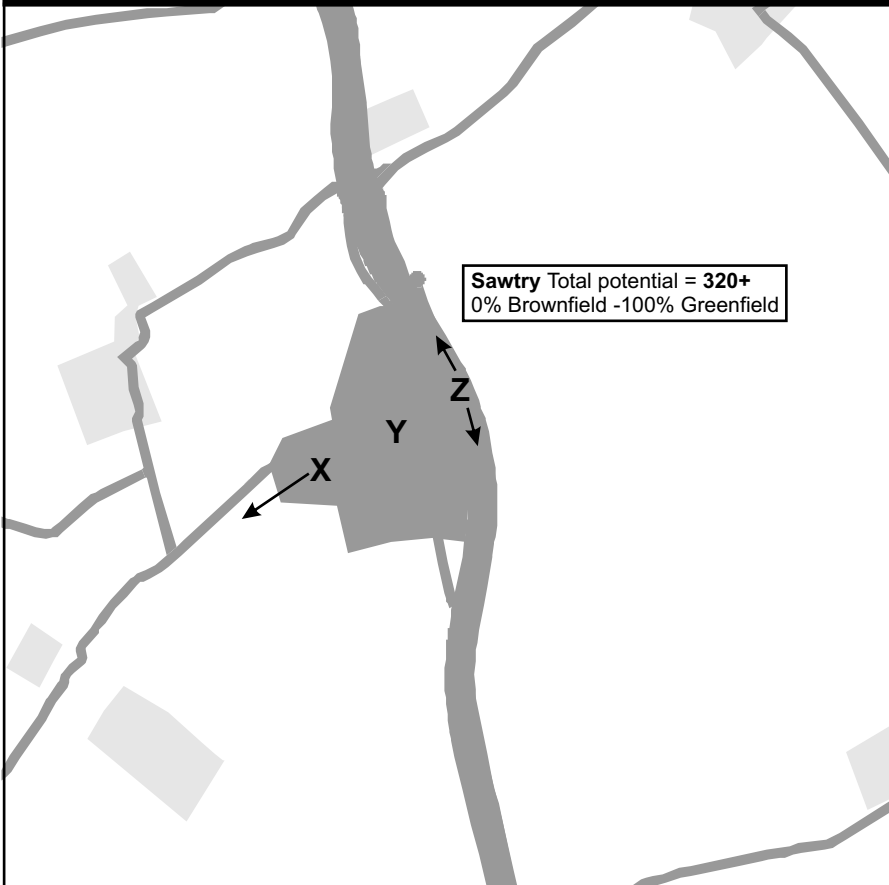 Sawtry Total potential = 320+
0% Brownfield -100% Greenfield
Z
Y
X